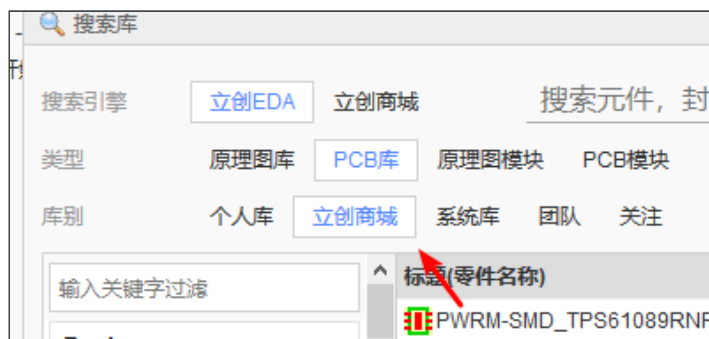 搜索库
搜索引擎 立创EDA 立创商城 搜索元件，封
类型 原理图库 PCB库 原理图模块 PCB模块
库别 个人库 立创商城 系统库 团队 关注
输入关键字过滤 标题(零件名称)
PWRM-SMD_TPS61089RNR